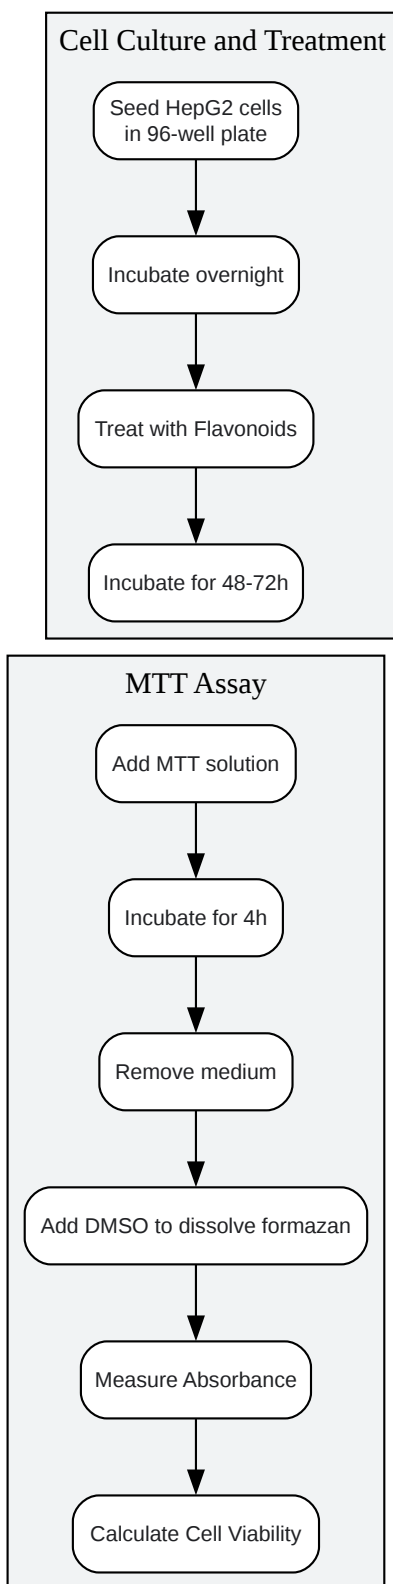 Cell Culture and Treatment
Seed HepG2 cells
in 96-well plate
Incubate overnight
Treat with Flavonoids
Incubate for 48-72h
MTT Assay
Add MTT solution
Incubate for 4h
Remove medium
Add DMSO to dissolve formazan
Measure Absorbance
Calculate Cell Viability